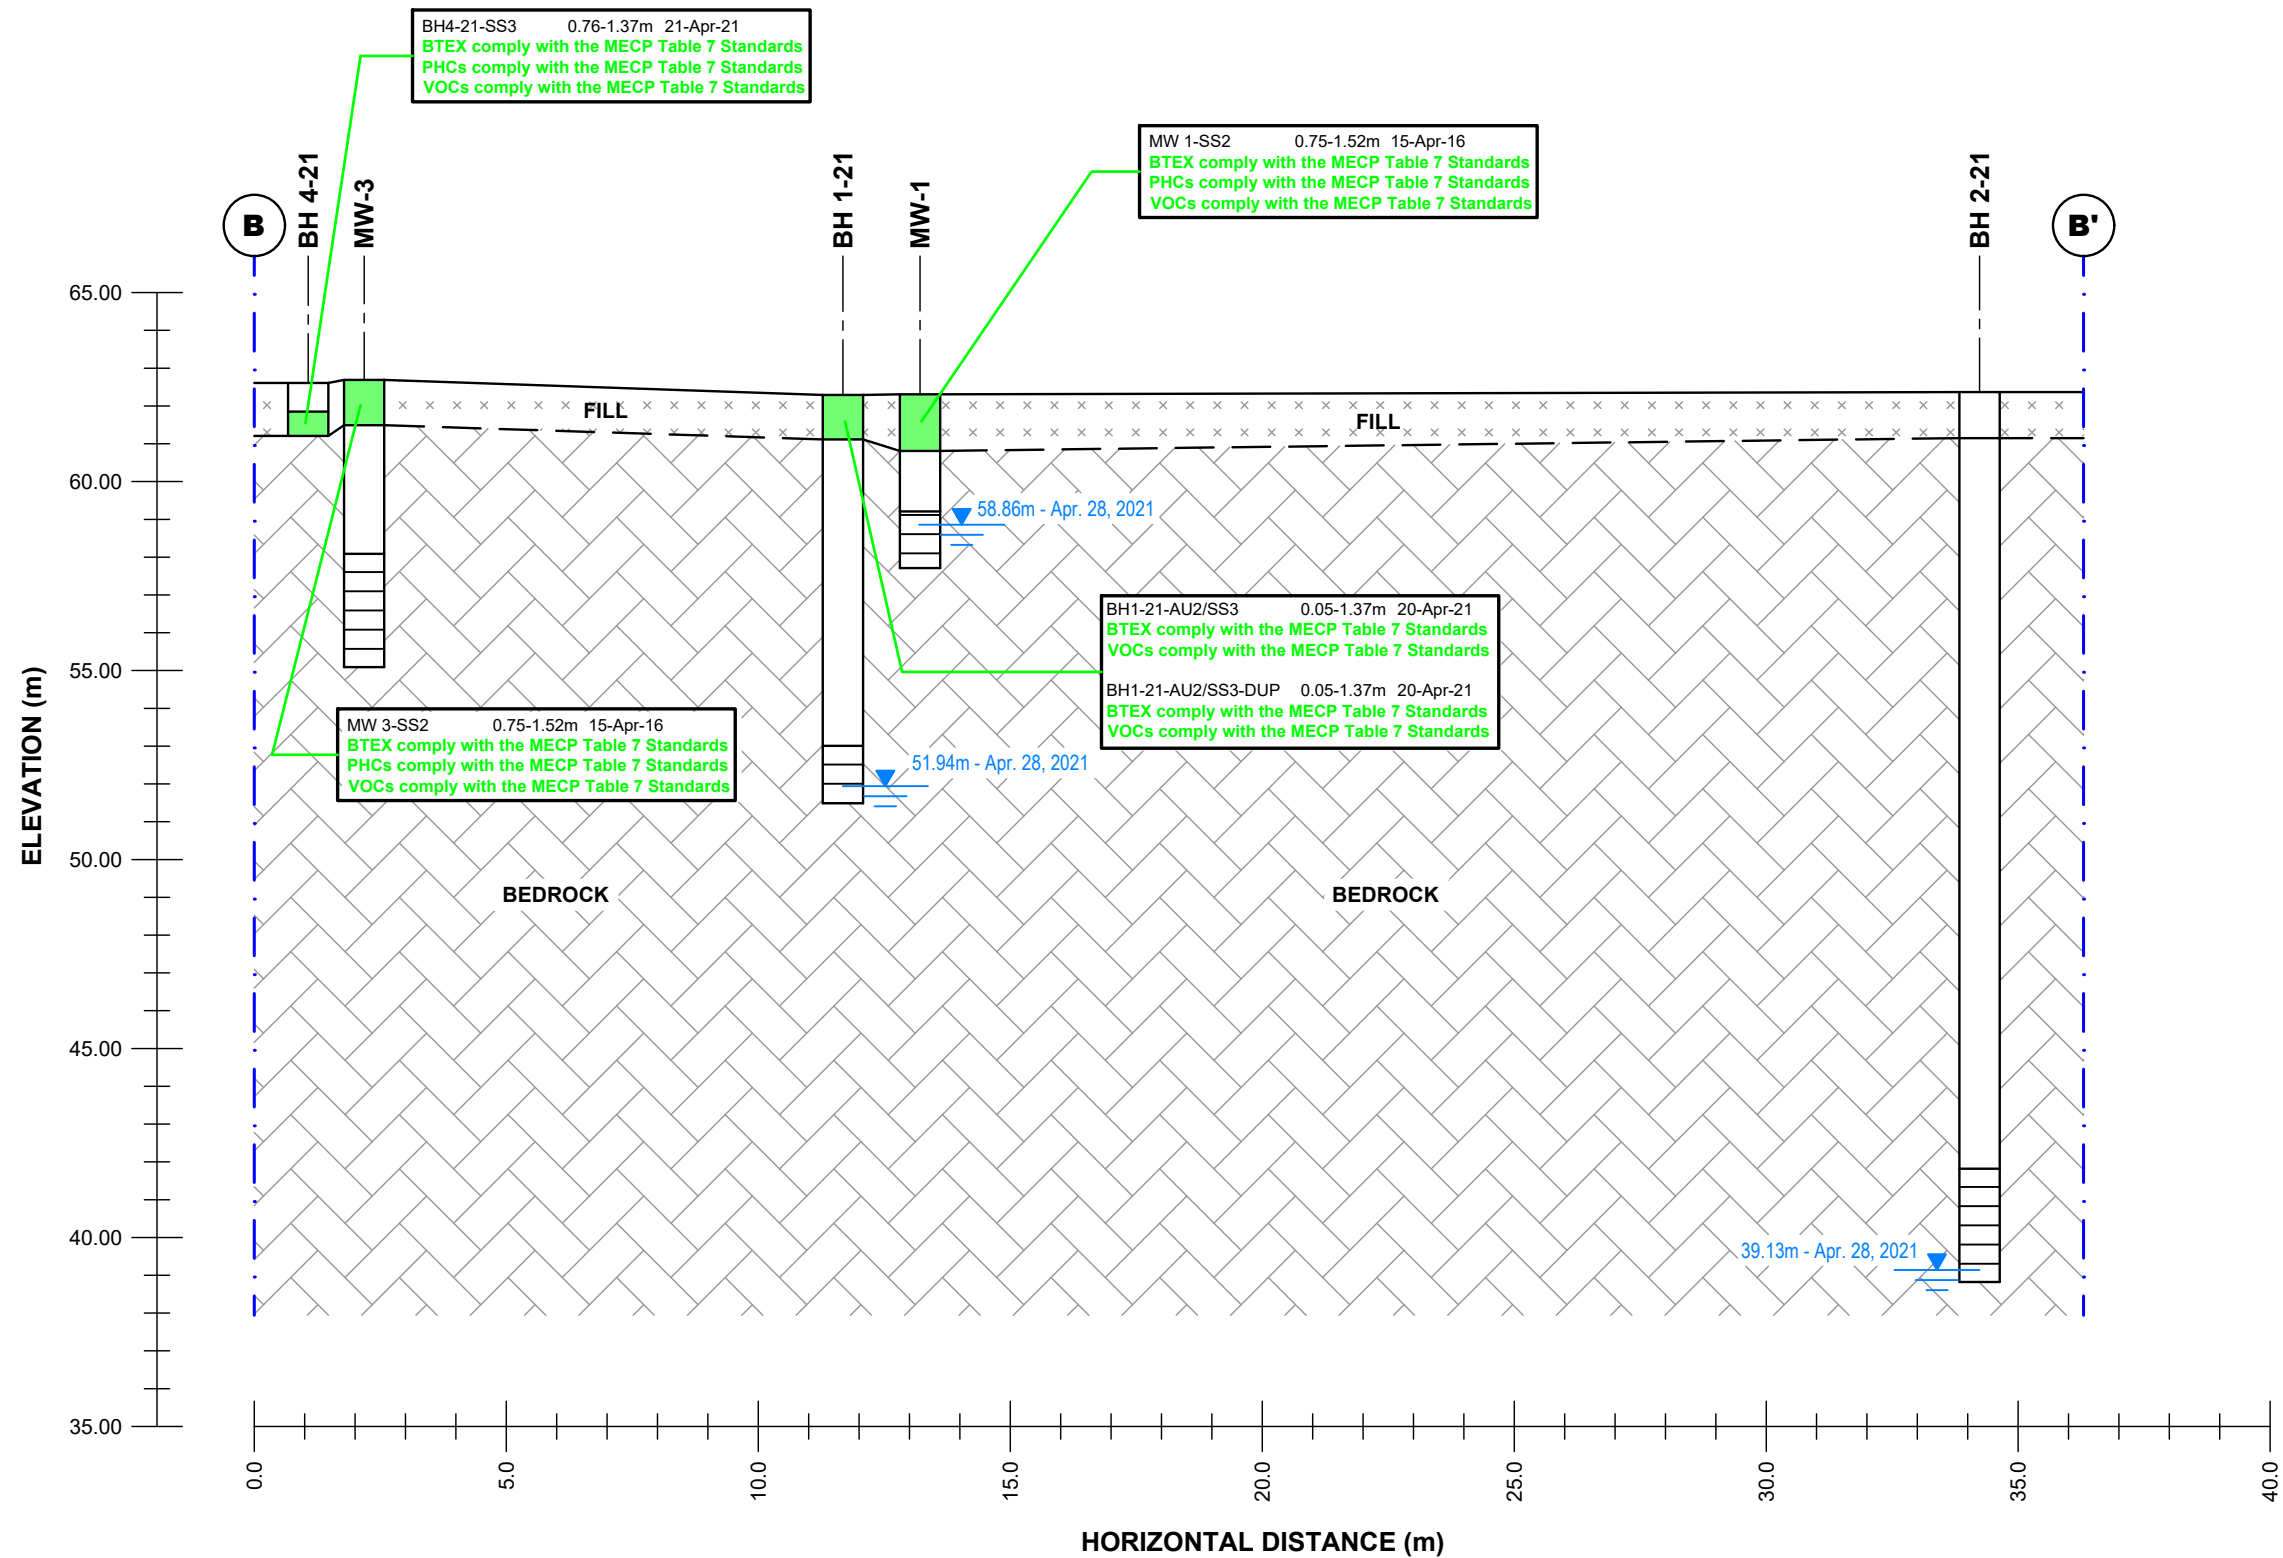 BH4-21-SS3 0.76-1.37m 21-Apr-21
BTEX comply with the MECP Table 7 Standards
PHCs comply with the MECP Table 7 Standards
VOCs comply with the MECP Table 7 Standards
MW 1-SS2 0.75-1.52m 15-Apr-16
BTEX comply with the MECP Table 7 Standards
PHCs comply with the MECP Table 7 Standards
VOCs comply with the MECP Table 7 Standards
B
BH 4-21
MW-3
BH 1-21
MW-1
BH 2-21
B'
65.00
60.00
55.00
50.00
45.00
40.00
35.00
ELEVATION (m)
FILL
FILL
58.86m - Apr. 28, 2021
BH1-21-AU2/SS3 0.05-1.37m 20-Apr-21
BTEX comply with the MECP Table 7 Standards
VOCs comply with the MECP Table 7 Standards
BH1-21-AU2/SS3-DUP 0.05-1.37m 20-Apr-21
BTEX comply with the MECP Table 7 Standards
VOCs comply with the MECP Table 7 Standards
MW 3-SS2 0.75-1.52m 15-Apr-16
BTEX comply with the MECP Table 7 Standards
PHCs comply with the MECP Table 7 Standards
VOCs comply with the MECP Table 7 Standards
51.94m - Apr. 28, 2021
BEDROCK
BEDROCK
39.13m - Apr. 28, 2021
0.0
5.0
10.0
15.0
20.0
25.0
30.0
35.0
40.0
HORIZONTAL DISTANCE (m)